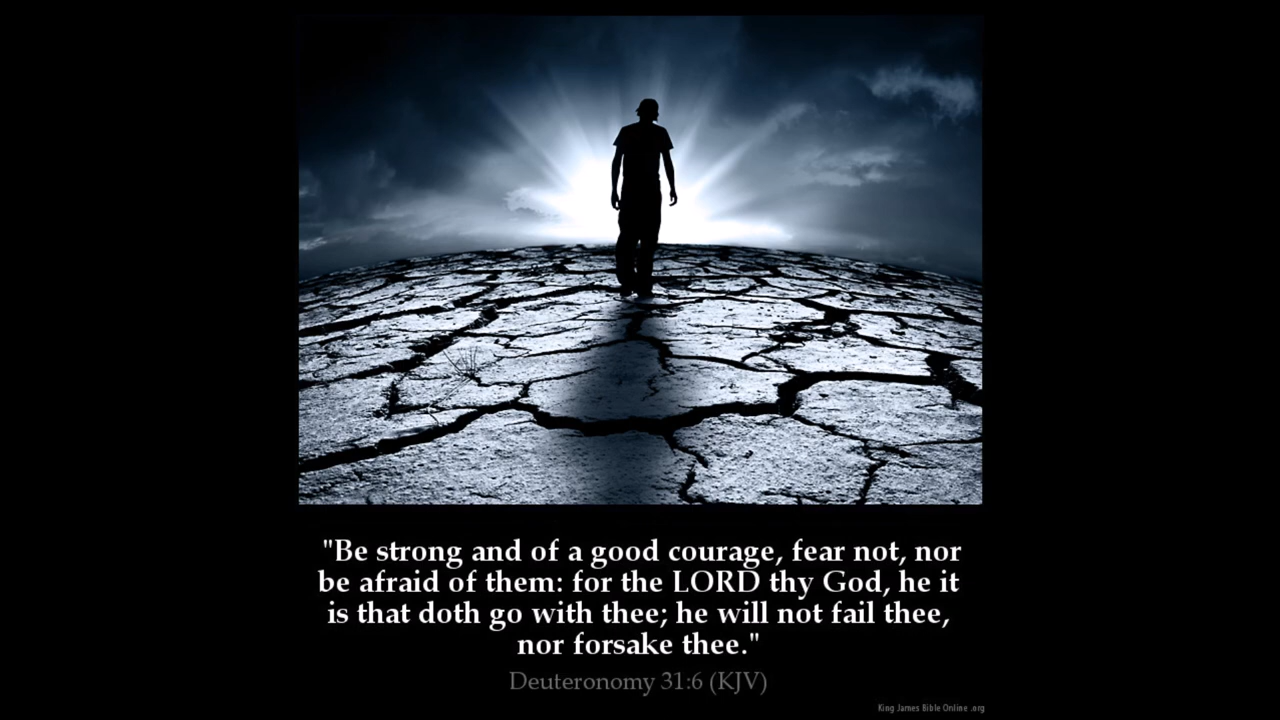 "Be strong and of a good courage, fear not, nor
be afraid of them: for the LORD thy God, he it
is that doth go with thee; he will not fail thee,
nor forsake thee."
Deuteronomy 31:6 (KJV)
King James Bible Online .org